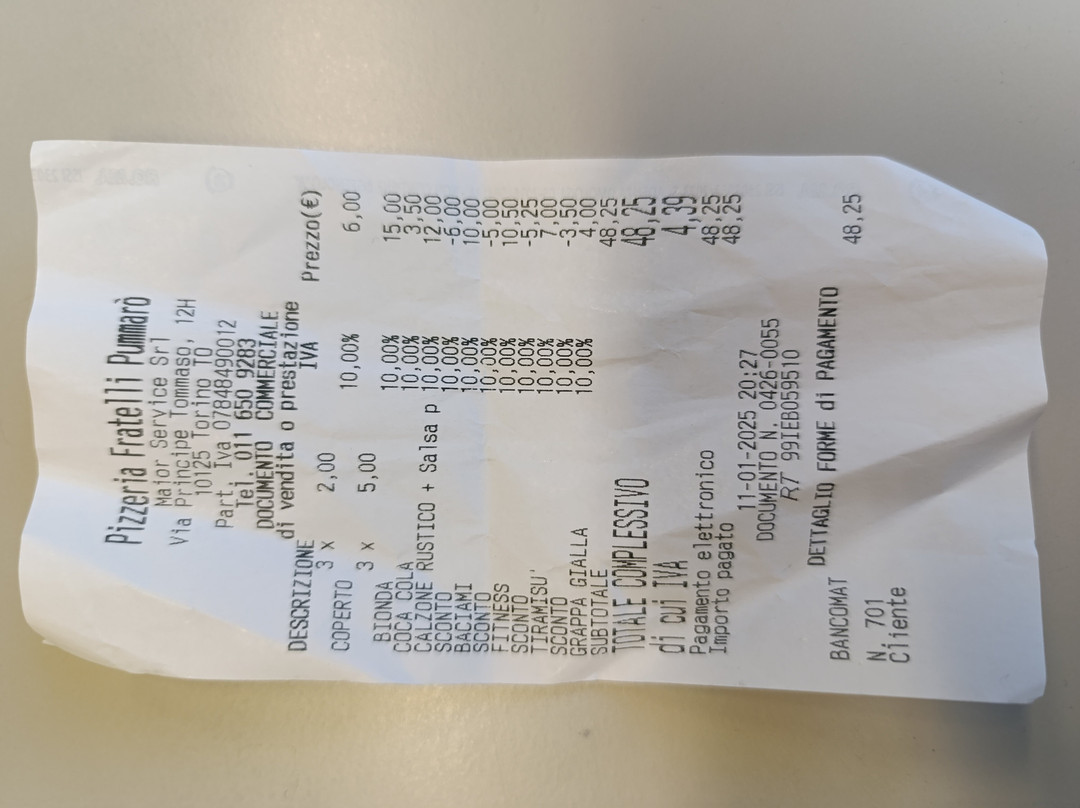 Pizzeria Fratelli Pummarò
Major Service Srl
Via Principe Tommaso, 12H
10125 Torino TO
Part. Iva 07848490012
Tel. 011 650 9283
DOCUMENTO COMMERCIALE
di vendita o prestazione
DESCRIZIONE IVA Prezzo(€)
3 x 2,00
COPERTO 10,00% 6,00
3 x 5,00
BIONDA 10,00% 15,00
COCA COLA 10,00% 3,50
CALZONE RUSTICO + Salsa p 10,00% 12,00
SCONTO 10,00% -6,00
BACIAMI 10,00% 10,00
SCONTO 10,00% -5,00
FITNESS 10,00% 10,50
SCONTO 10,00% -5,25
TIRAMISU' 10,00% 7,00
SCONTO 10,00% -3,50
GRAPPA GIALLA 10,00% 4,00
SUBTOTALE 48,25
TOTALE COMPLESSIVO 48,25
di cui IVA 4,39
Pagamento elettronico 48,25
Importo pagato 48,25
11-01-2025 20:27
DOCUMENTO N. 0426-0055
RT 99IEB059510
DETTAGLIO FORME di PAGAMENTO
BANCOMAT 48,25
N. 701
Cliente